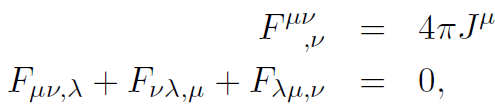 F^{μν}_{,ν} = 4πJ^μ
F_{μν,λ} + F_{νλ,μ} + F_{λμ,ν} = 0,